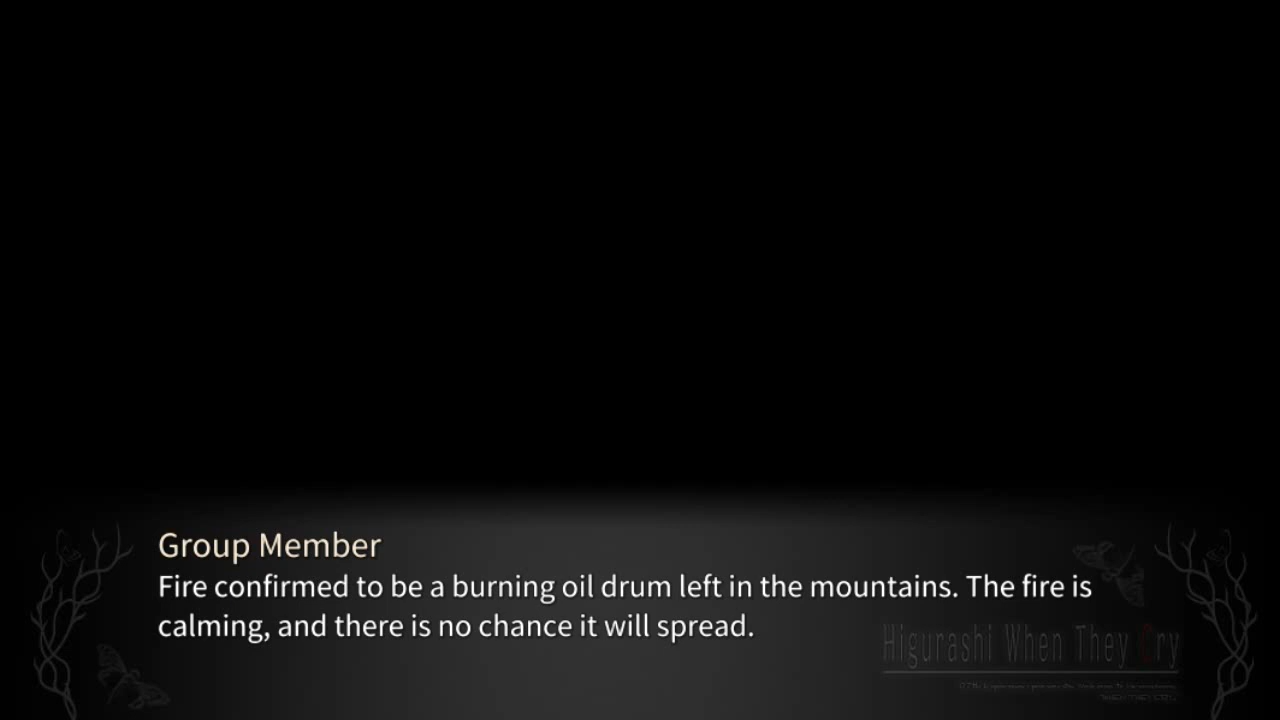 Group Member
Fire confirmed to be a burning oil drum left in the mountains. The fire is
calming, and there is no chance it will spread.
Higurashi When They Cry